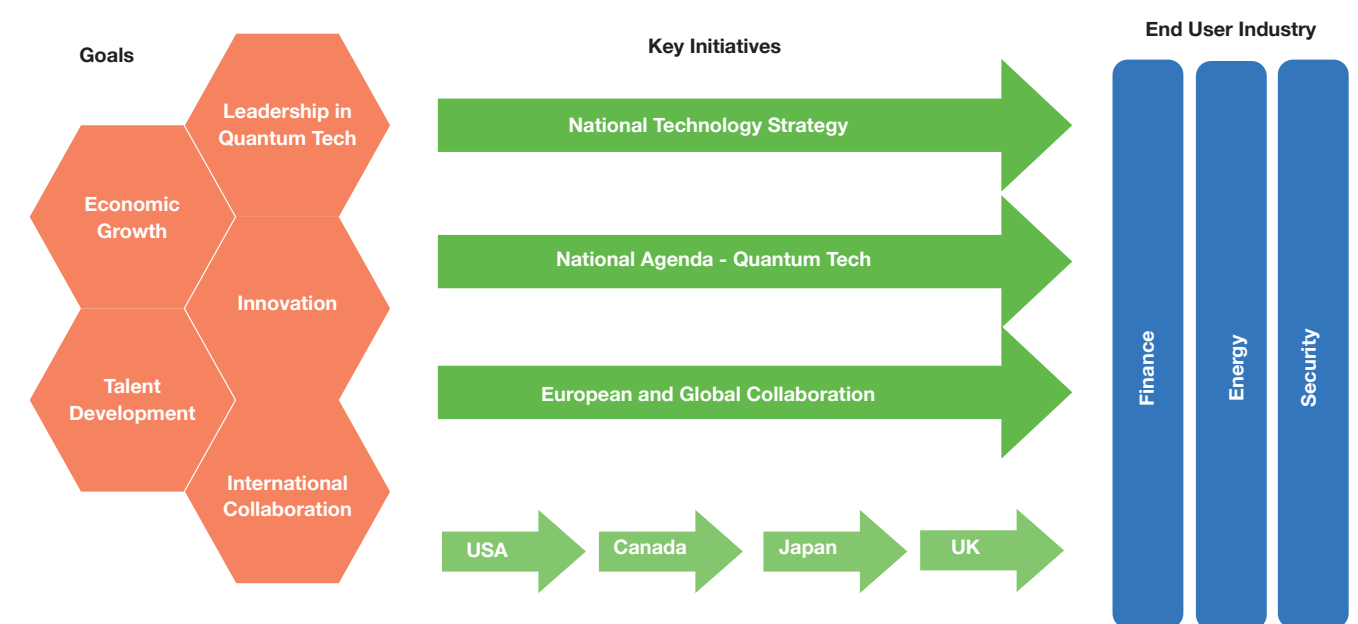 Goals
Leadership in
Quantum Tech
Economic
Growth
Innovation
Talent
Development
International
Collaboration
Key Initiatives
National Technology Strategy
National Agenda - Quantum Tech
European and Global Collaboration
USA
Canada
Japan
UK
End User Industry
Finance
Energy
Security